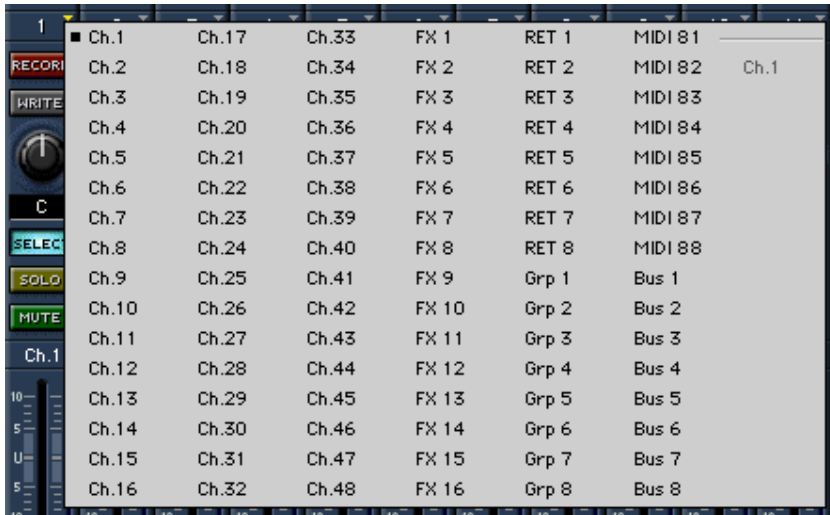 1
RECORD
WRITE
C
SELECT
SOLO
MUTE
Ch.1
10
5
U
5
Ch.1 Ch.17 Ch.33 FX 1 RET 1 MIDI 81
Ch.2 Ch.18 Ch.34 FX 2 RET 2 MIDI 82 Ch.1
Ch.3 Ch.19 Ch.35 FX 3 RET 3 MIDI 83
Ch.4 Ch.20 Ch.36 FX 4 RET 4 MIDI 84
Ch.5 Ch.21 Ch.37 FX 5 RET 5 MIDI 85
Ch.6 Ch.22 Ch.38 FX 6 RET 6 MIDI 86
Ch.7 Ch.23 Ch.39 FX 7 RET 7 MIDI 87
Ch.8 Ch.24 Ch.40 FX 8 RET 8 MIDI 88
Ch.9 Ch.25 Ch.41 FX 9 Grp 1 Bus 1
Ch.10 Ch.26 Ch.42 FX 10 Grp 2 Bus 2
Ch.11 Ch.27 Ch.43 FX 11 Grp 3 Bus 3
Ch.12 Ch.28 Ch.44 FX 12 Grp 4 Bus 4
Ch.13 Ch.29 Ch.45 FX 13 Grp 5 Bus 5
Ch.14 Ch.30 Ch.46 FX 14 Grp 6 Bus 6
Ch.15 Ch.31 Ch.47 FX 15 Grp 7 Bus 7
Ch.16 Ch.32 Ch.48 FX 16 Grp 8 Bus 8